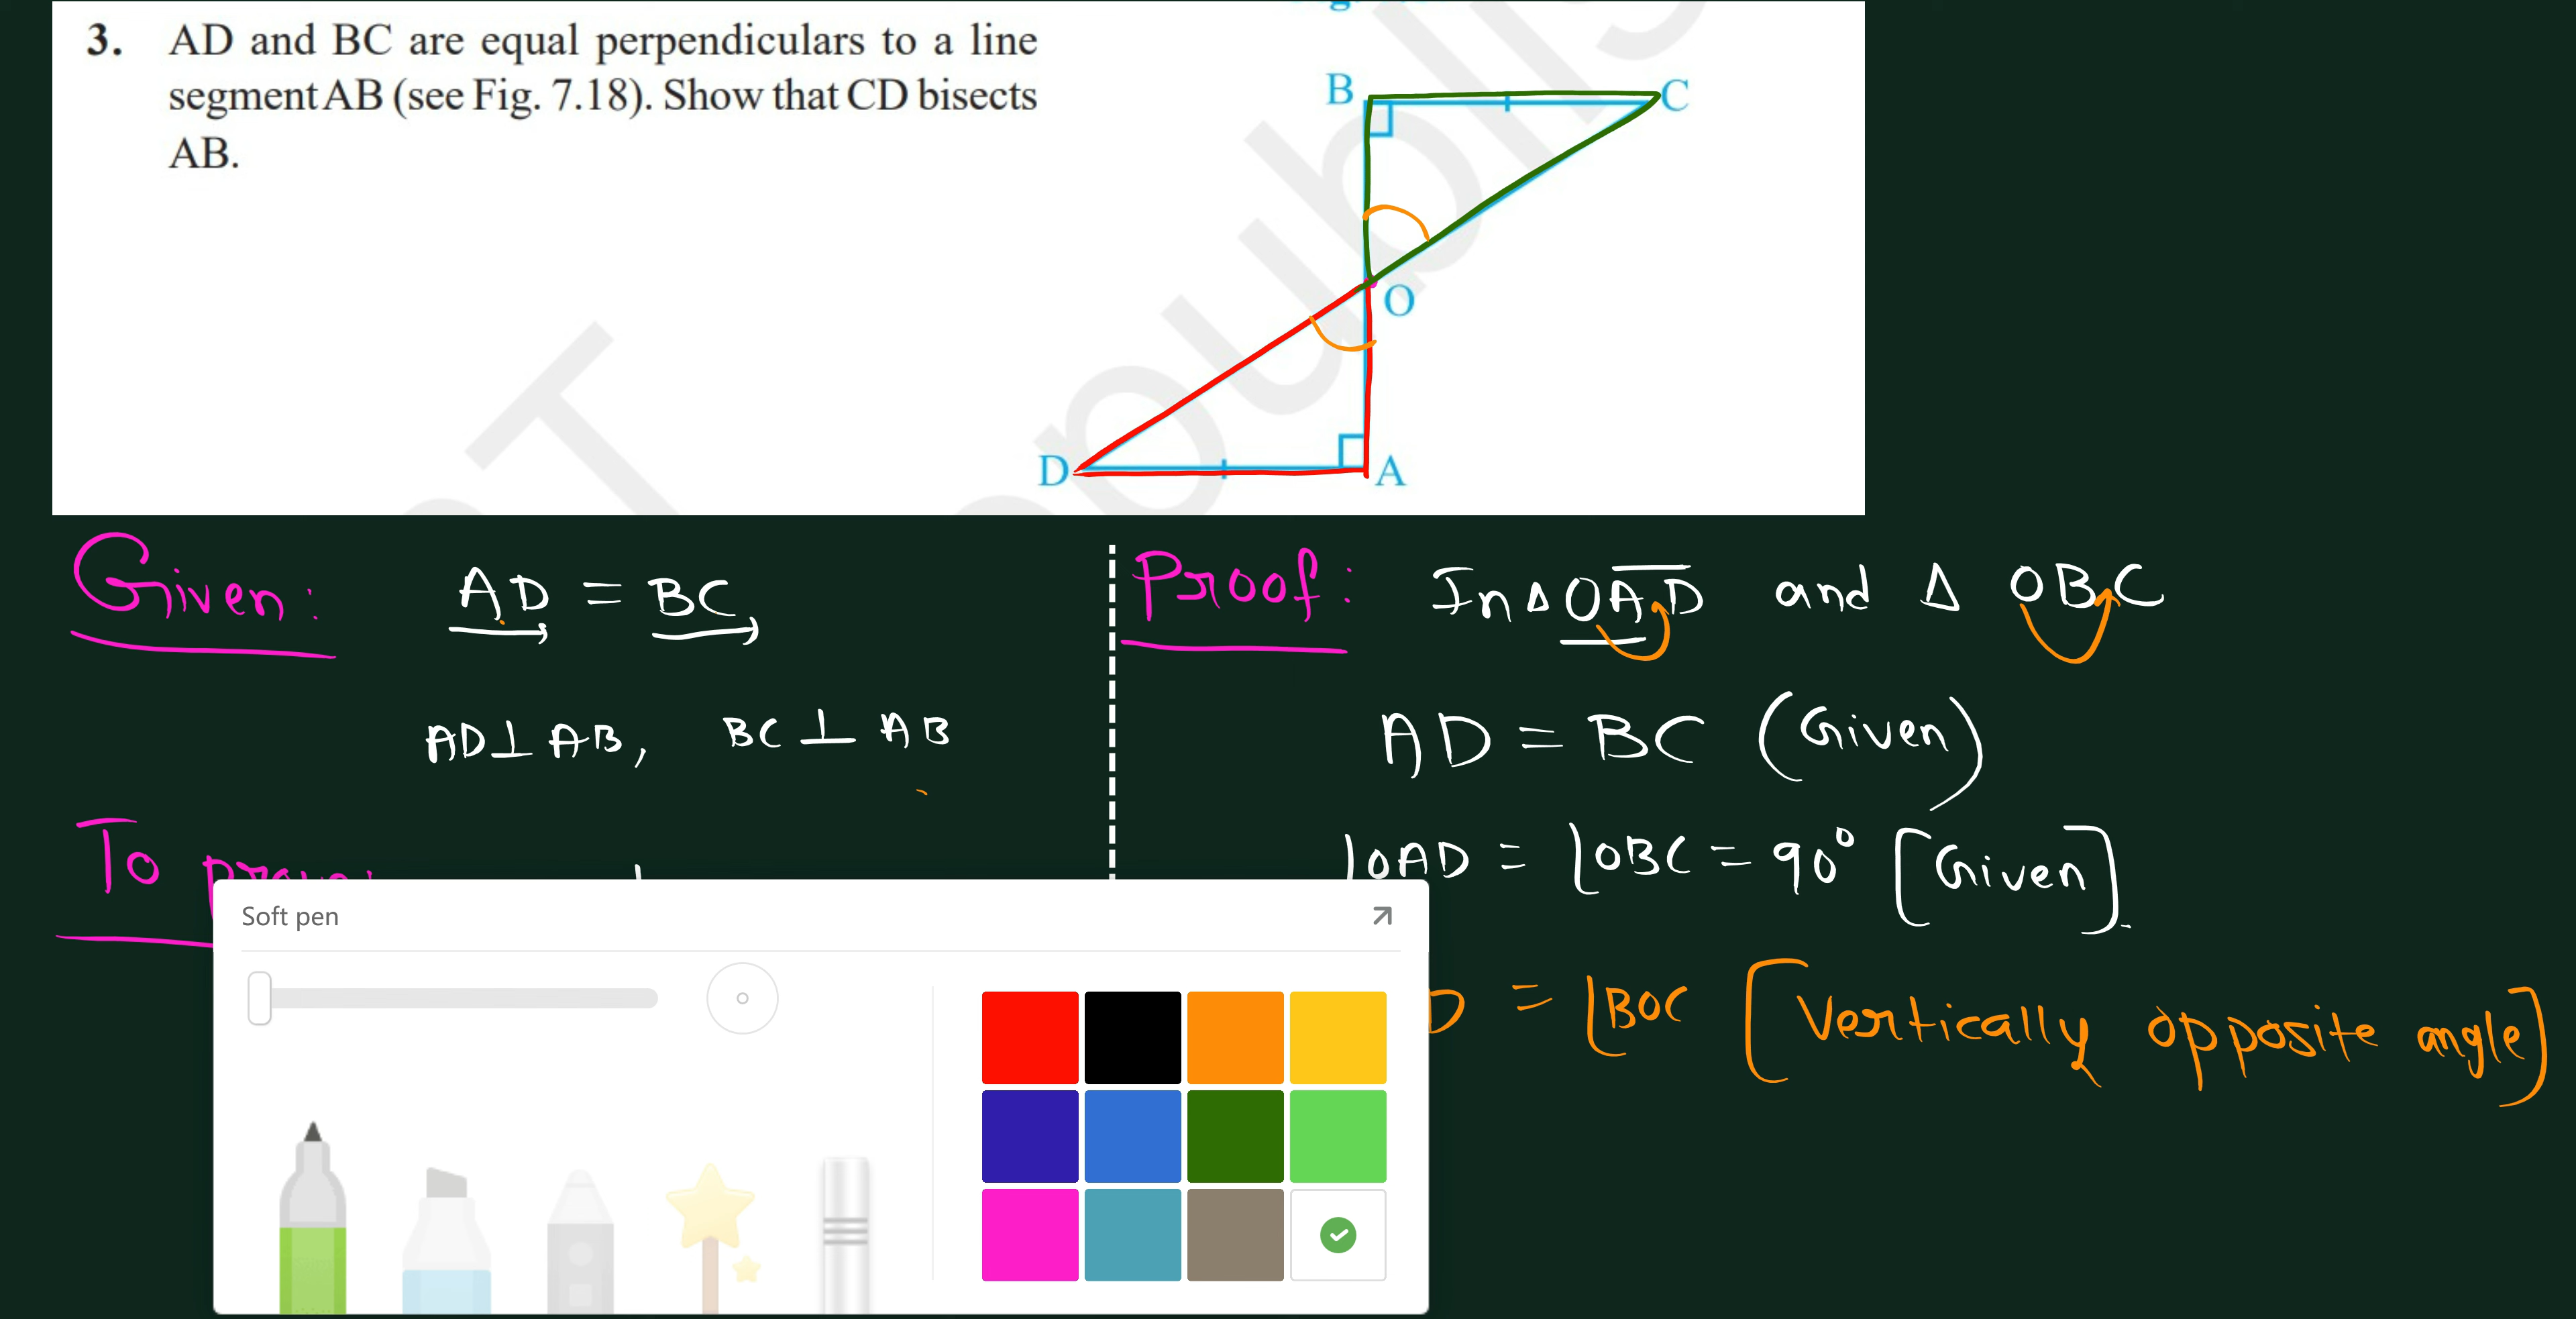 3. AD and BC are equal perpendiculars to a line
segment AB (see Fig. 7.18). Show that CD bisects
AB.
B
C
O
D
A
Given: AD = BC,
AD ⊥ AB, BC ⊥ AB
To prove:
Proof: In Δ OAD and Δ OBC
AD = BC (Given)
∠OAD = ∠OBC = 90° [Given].
D = ∠BOC [Vertically opposite angle]
Soft pen